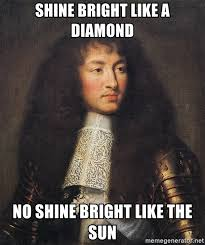 SHINE BRIGHT LIKE A
DIAMOND
NO SHINE BRIGHT LIKE THE
SUN
memegenerator.net